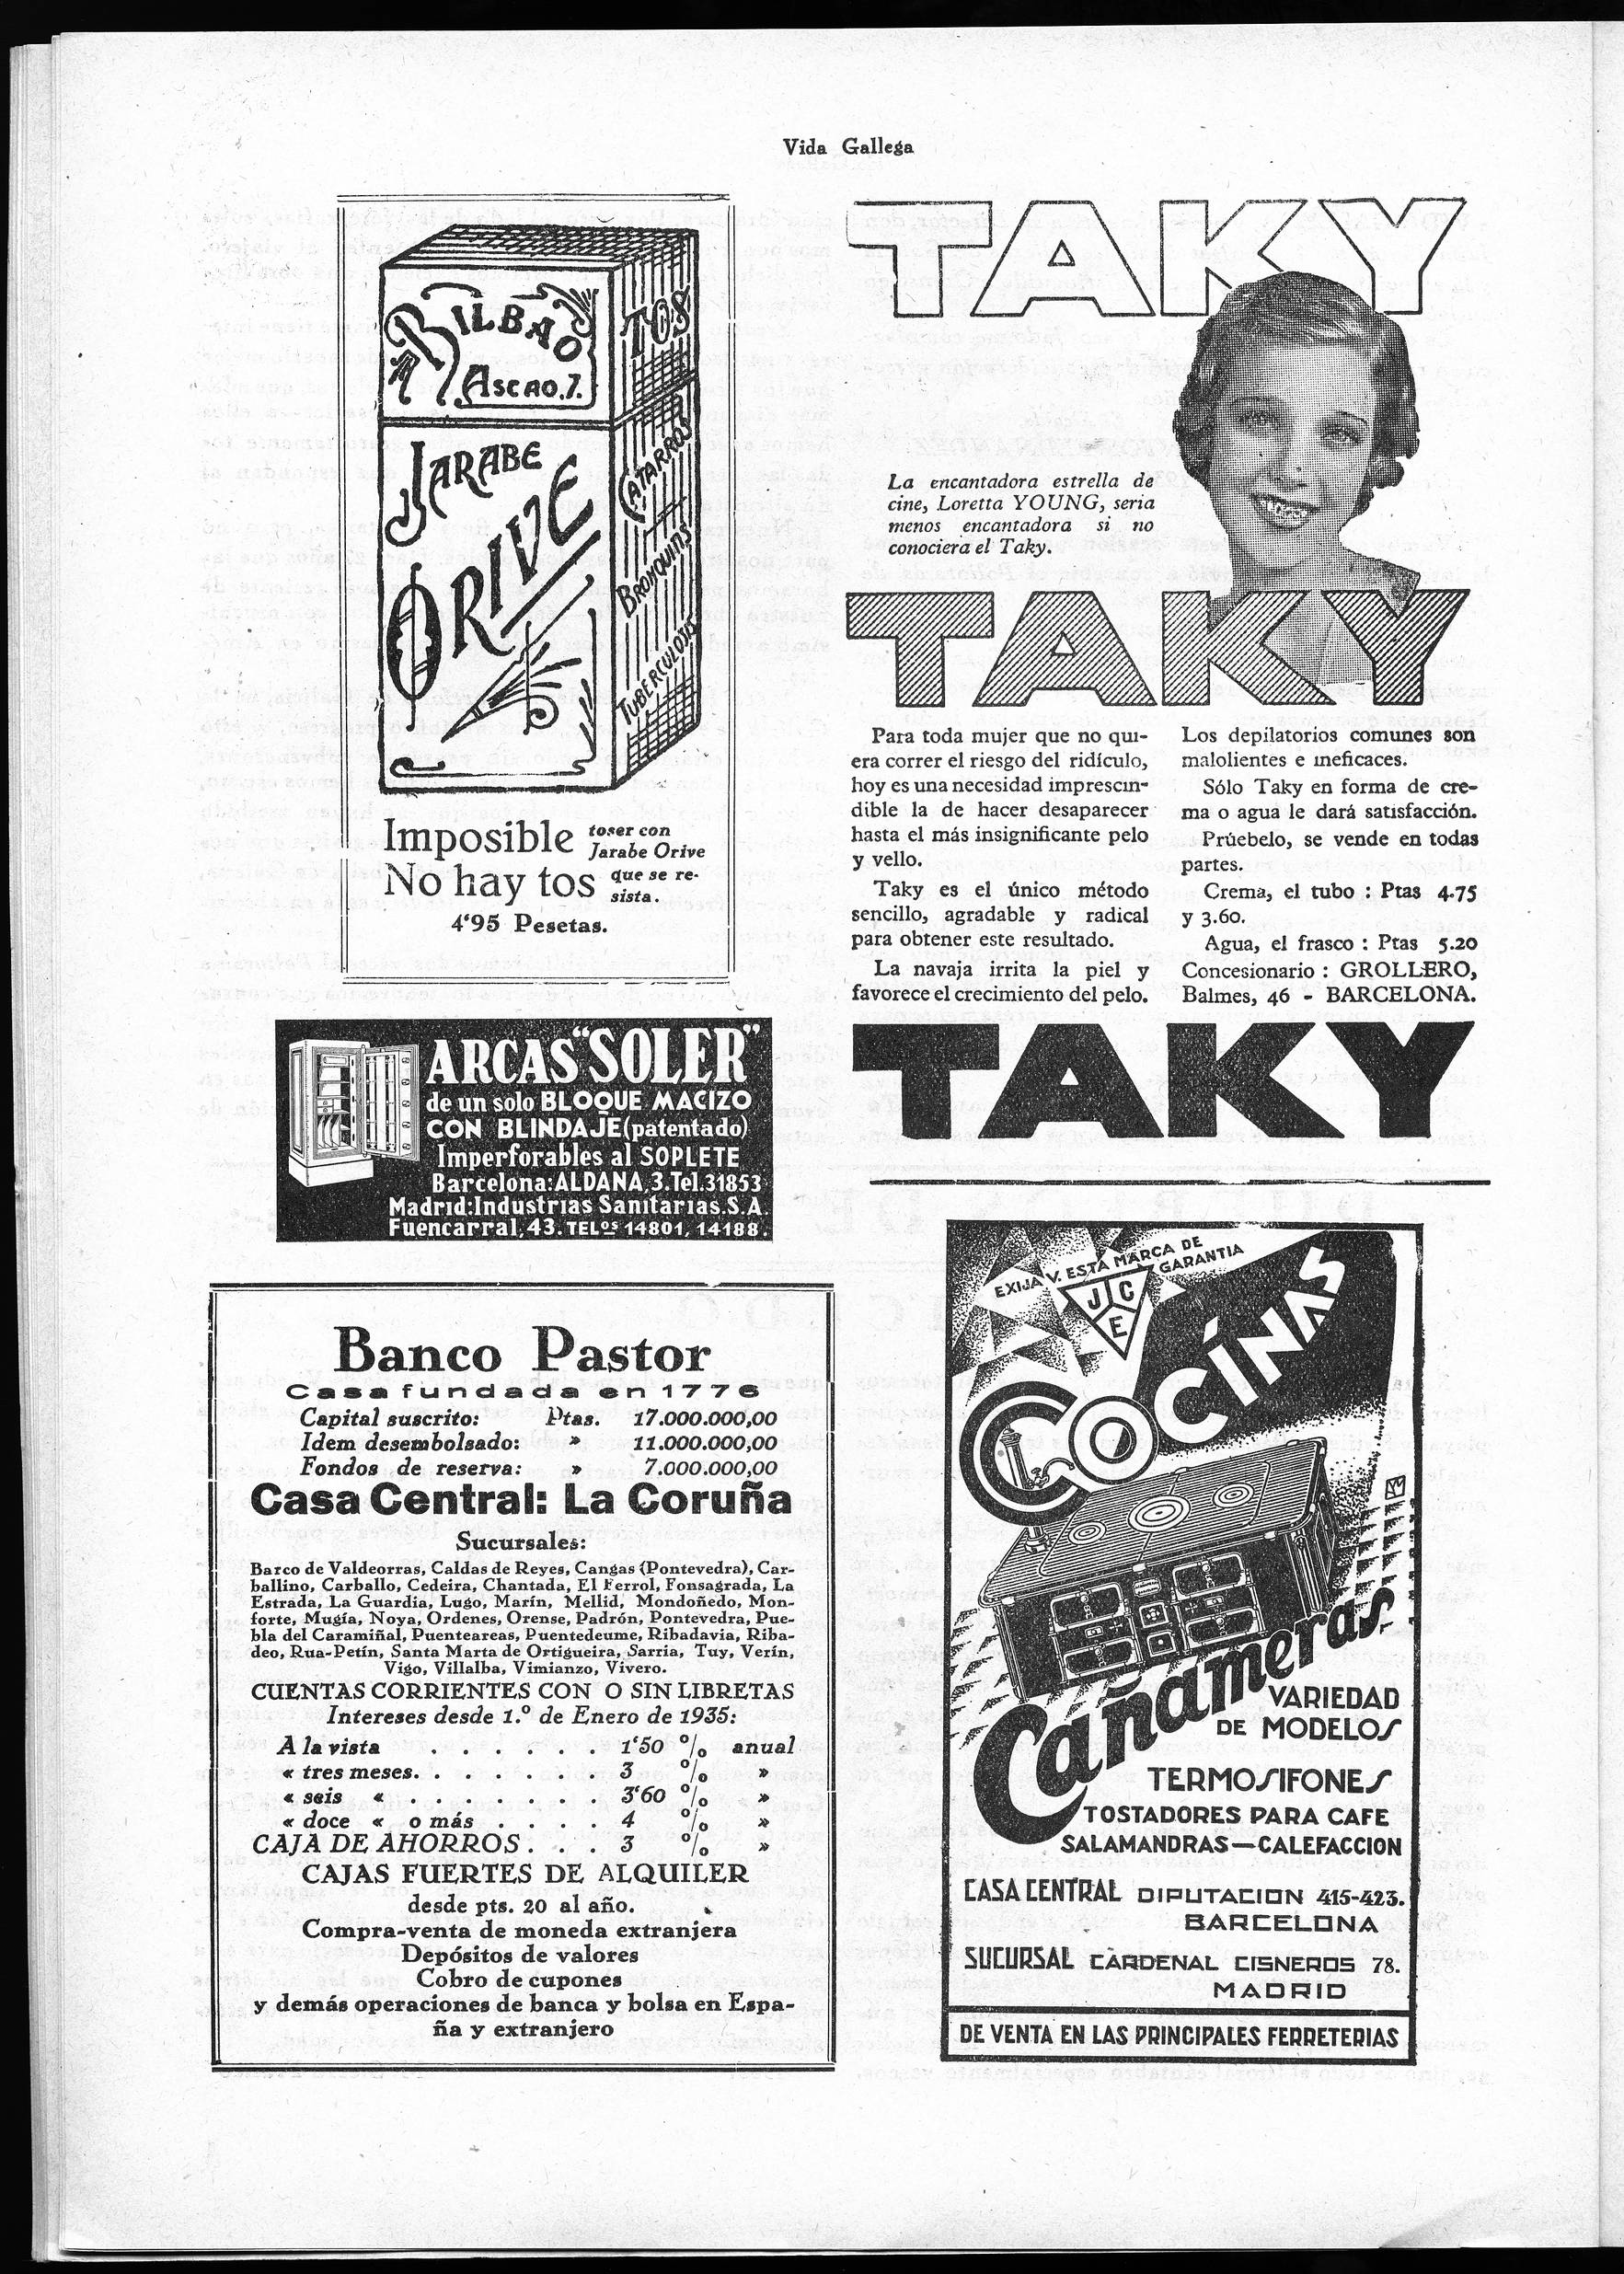 Vida Gallega
BILBAO
ASCAO, 7.
JARABE
ORIVE
TOS
CATARROS
BRONQUITIS
TUBERCULOSIS
Imposible toser con
Jarabe Orive
No hay tos que se re-
sista.
4'95 Pesetas.
ARCAS "SOLER"
de un solo BLOQUE MACIZO
CON BLINDAJE (patentado)
Imperforables al SOPLETE
Barcelona: ALDANA, 3. Tel. 31853
Madrid: Industrias Sanitarias. S.A
Fuencarral, 43. TELos 14801, 14188.
Banco Pastor
Casa fundada en 1776
Capital suscrito: Ptas. 17.000.000,00
Idem desembolsado: » 11.000.000,00
Fondos de reserva: » 7.000.000,00
Casa Central: La Coruña
Sucursales:
Barco de Valdeorras, Caldas de Reyes, Cangas (Pontevedra), Car-
ballino, Carballo, Cedeira, Chantada, El Ferrol, Fonsagrada, La
Estrada, La Guardia, Lugo, Marín, Mellid, Mondoñedo, Mon-
forte, Mugía, Noya, Ordenes, Orense, Padrón, Pontevedra, Pue-
bla del Caramiñal, Puenteareas, Puentedeume, Ribadavia, Riba-
deo, Rua-Petín, Santa Marta de Ortigueira, Sarria, Tuy, Verín,
Vigo, Villalba, Vimianzo, Vivero.
CUENTAS CORRIENTES CON O SIN LIBRETAS
Intereses desde 1.º de Enero de 1935:
A la vista . . . . . . 1'50 % anual
« tres meses. . . . . . . 3 % »
« seis « . . . . . . . 3'60 % »
« doce « o más . . . . 4 % »
CAJA DE AHORROS . . . 3 % »
CAJAS FUERTES DE ALQUILER
desde pts. 20 al año.
Compra-venta de moneda extranjera
Depósitos de valores
Cobro de cupones
y demás operaciones de banca y bolsa en Espa-
ña y extranjero
TAKY
La encantadora estrella de
cine, Loretta YOUNG, seria
menos encantadora si no
conociera el Taky.
TAKY
Para toda mujer que no qui-
era correr el riesgo del ridículo,
hoy es una necesidad imprescin-
dible la de hacer desaparecer
hasta el más insignificante pelo
y vello.
Taky es el único método
sencillo, agradable y radical
para obtener este resultado.
La navaja irrita la piel y
favorece el crecimiento del pelo.
Los depilatorios comunes son
malolientes e ineficaces.
Sólo Taky en forma de cre-
ma o agua le dará satisfacción.
Prúebelo, se vende en todas
partes.
Crema, el tubo : Ptas 4.75
y 3.60.
Agua, el frasco : Ptas 5.20
Concesionario : GROLLERO,
Balmes, 46 - BARCELONA.
TAKY
EXIJA V. ESTA MARCA DE
GARANTIA
J C
E
COCÍNAS
Cañameras
VARIEDAD
DE MODELOS
TERMOSIFONES
TOSTADORES PARA CAFE
SALAMANDRAS—CALEFACCION
CASA CENTRAL DIPUTACION 415-423.
BARCELONA
SUCURSAL CARDENAL CISNEROS 78.
MADRID
DE VENTA EN LAS PRINCIPALES FERRETERIAS